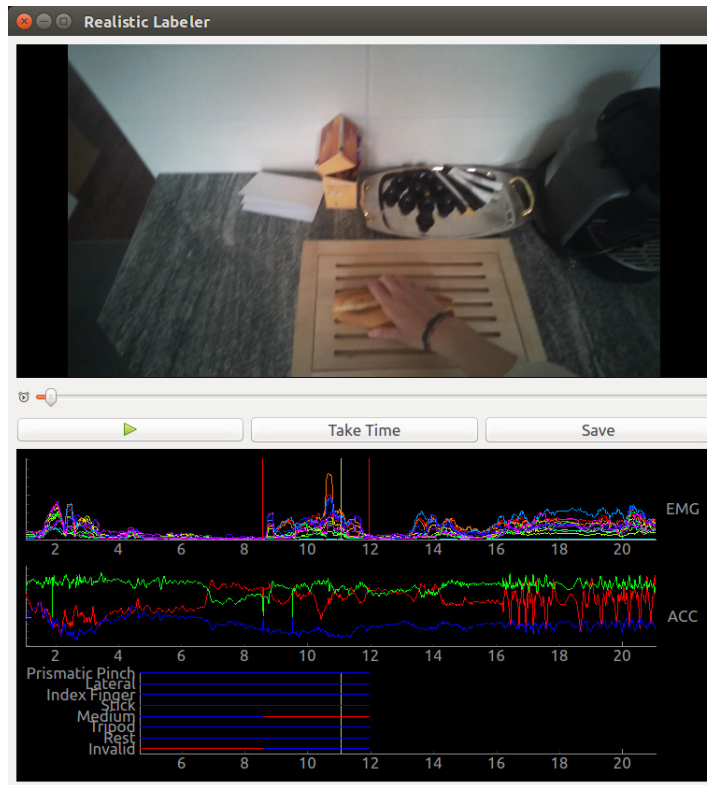 Realistic Labeler
Take Time
Save
EMG
2 4 6 8 10 12 14 16 18 20
ACC
2 4 6 8 10 12 14 16 18 20
Prismatic Pinch
Lateral
Index Finger
Stick
Medium
Tripod
Rest
Invalid
6 8 10 12 14 16 18 20